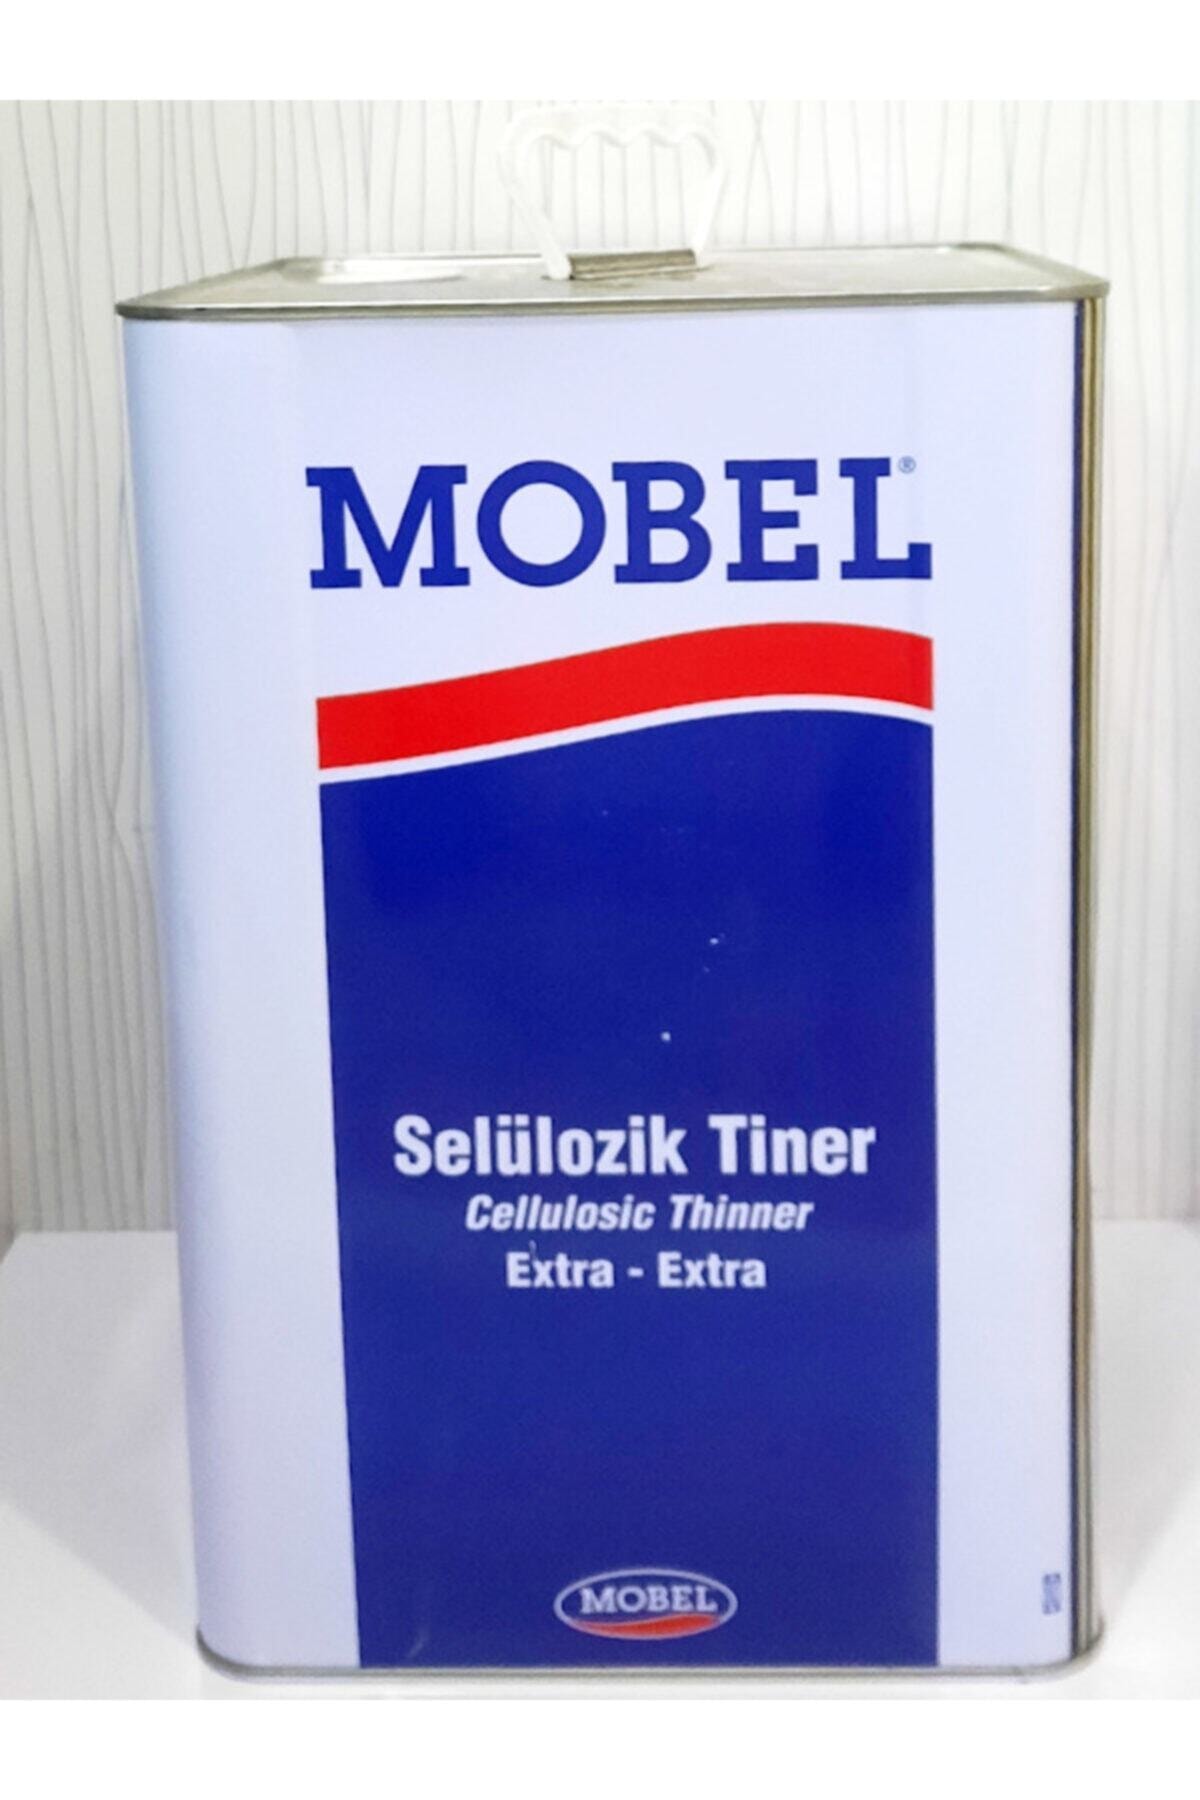 MOBEL®
Selülozik Tiner
Cellulosic Thinner
Extra - Extra
MOBEL